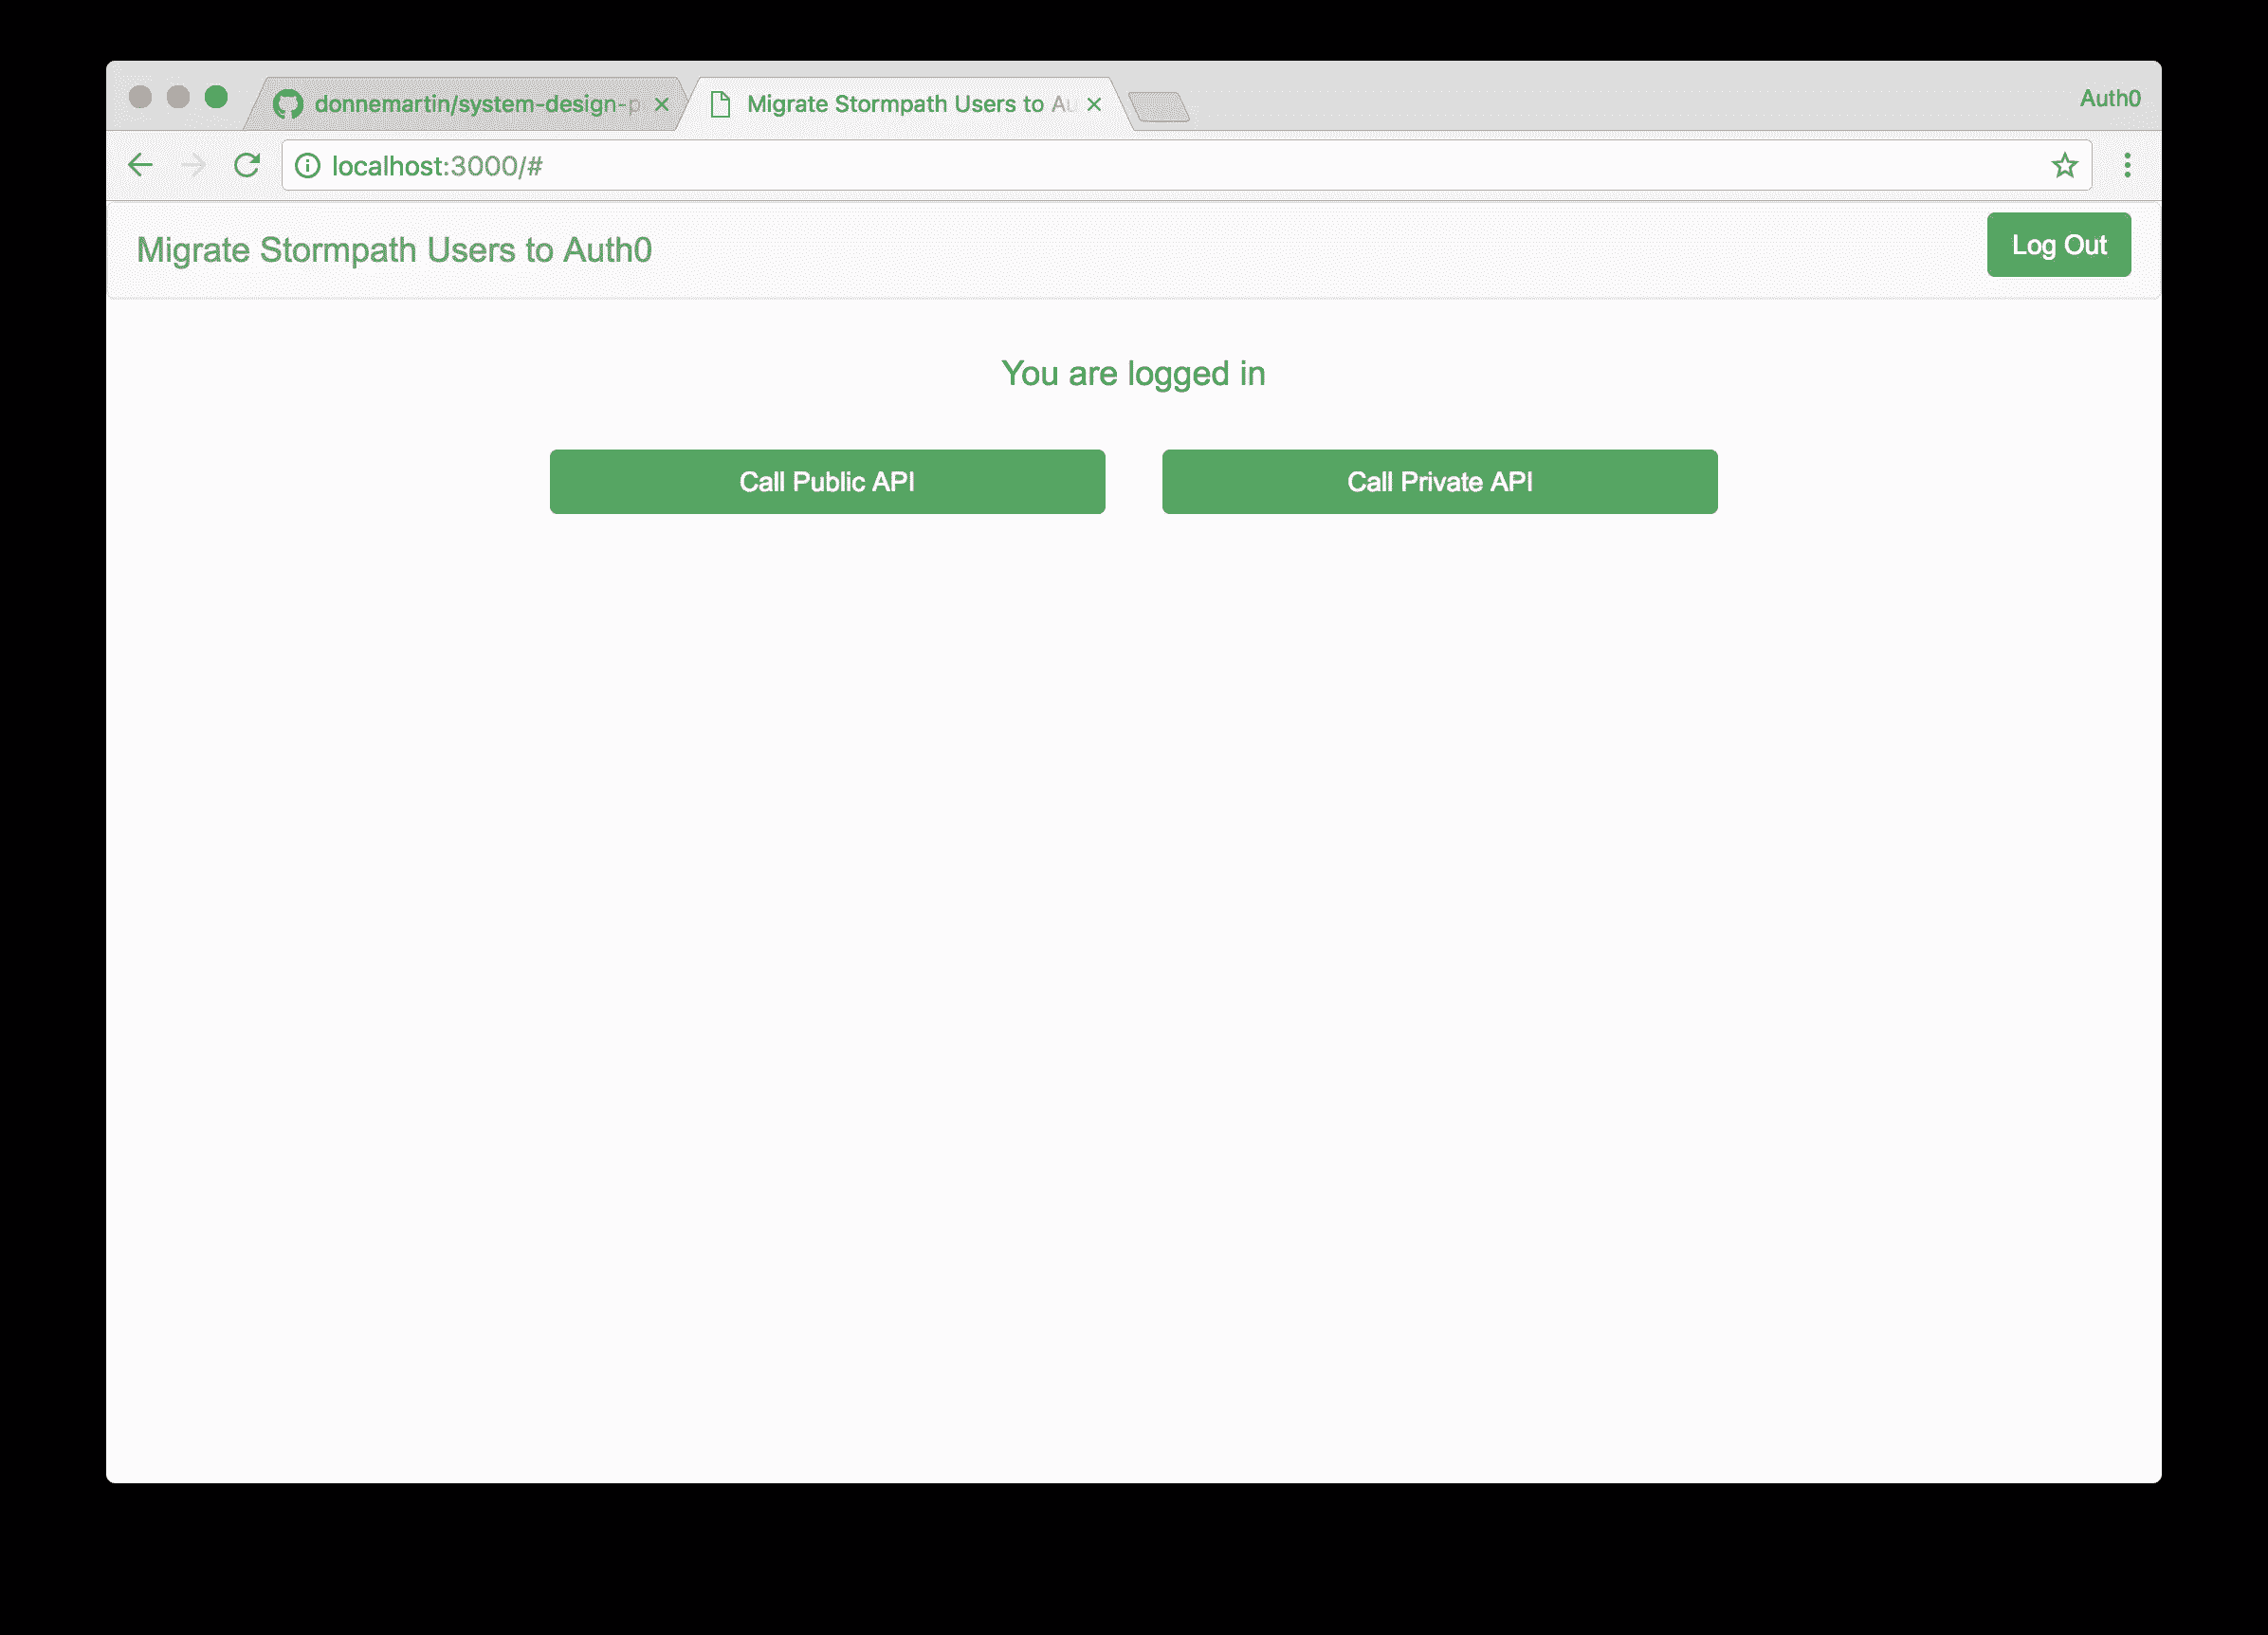 donnemartin/system-design-p
Migrate Stormpath Users to Au
Auth0
localhost:3000/#
Migrate Stormpath Users to Auth0
Log Out
You are logged in
Call Public API
Call Private API